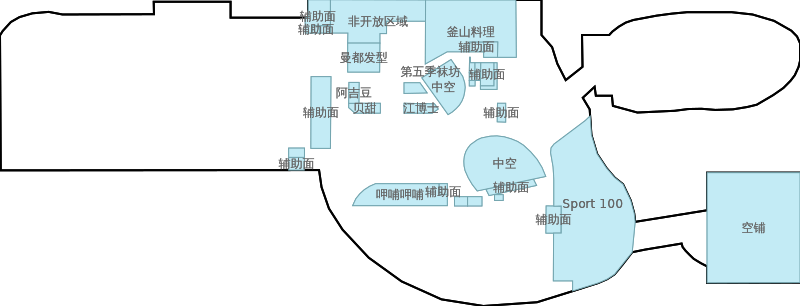 辅助面
辅助面
非开放区域
釜山料理
辅助面
曼都发型
第五季袜坊
辅助面
中空
阿吉豆
贝甜
江博士
辅助面
辅助面
辅助面
中空
辅助面
呷哺呷哺
辅助面
Sport 100
辅助面
空铺